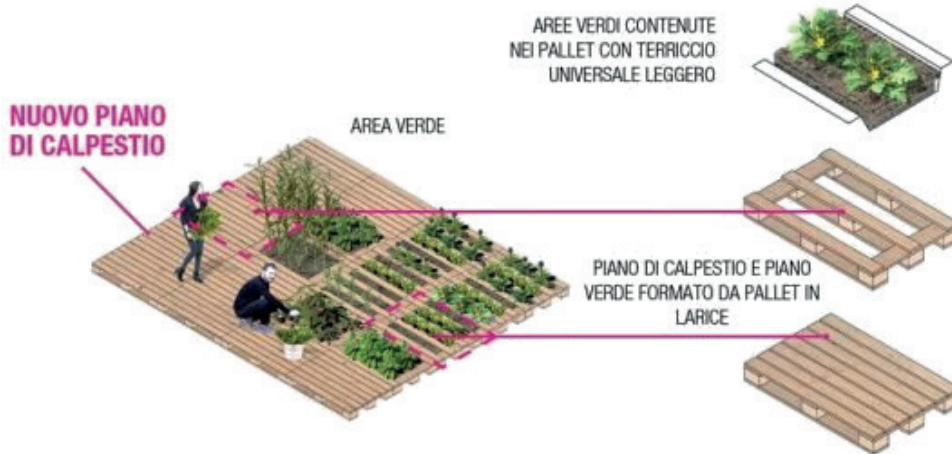 AREE VERDI CONTENUTE
NEI PALLET CON TERRICCIO
UNIVERSALE LEGGERO
NUOVO PIANO
DI CALPESTIO
AREA VERDE
PIANO DI CALPESTIO E PIANO
VERDE FORMATO DA PALLET IN
LARICE